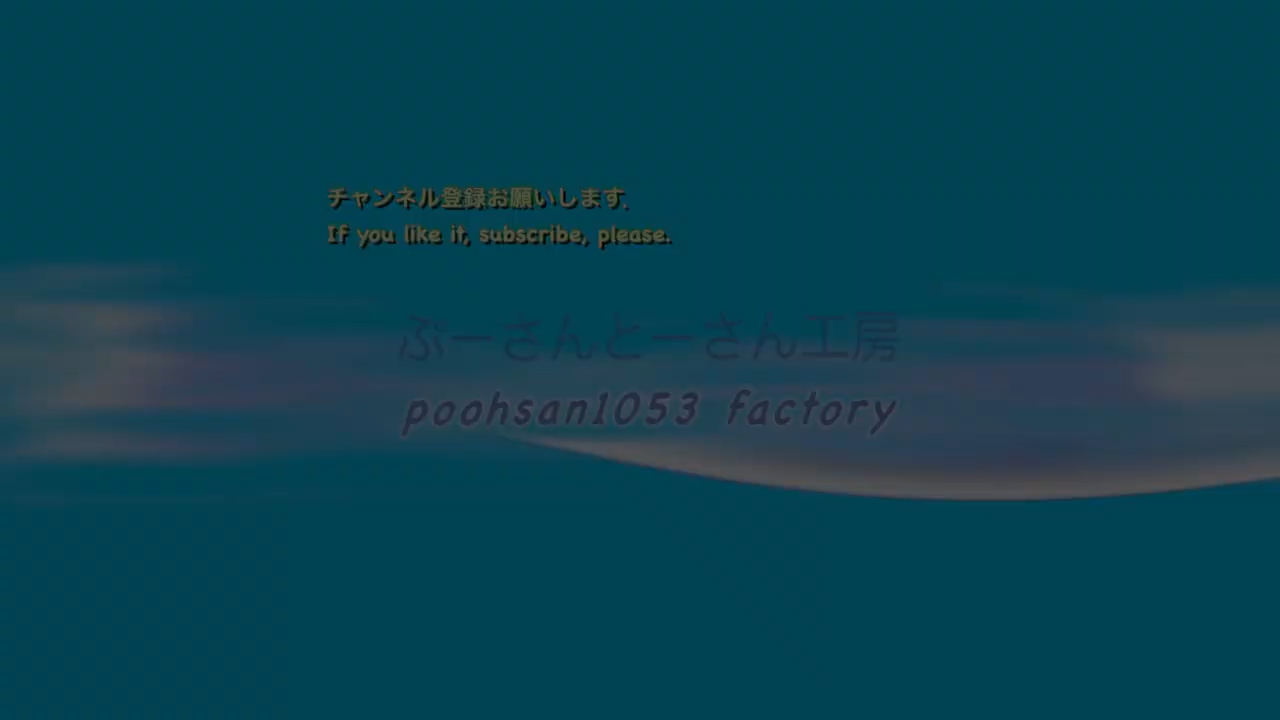 チャンネル登録お願いします。
If you like it, subscribe, please.
ぷーさんとーさん工房
poohsan1053 factory